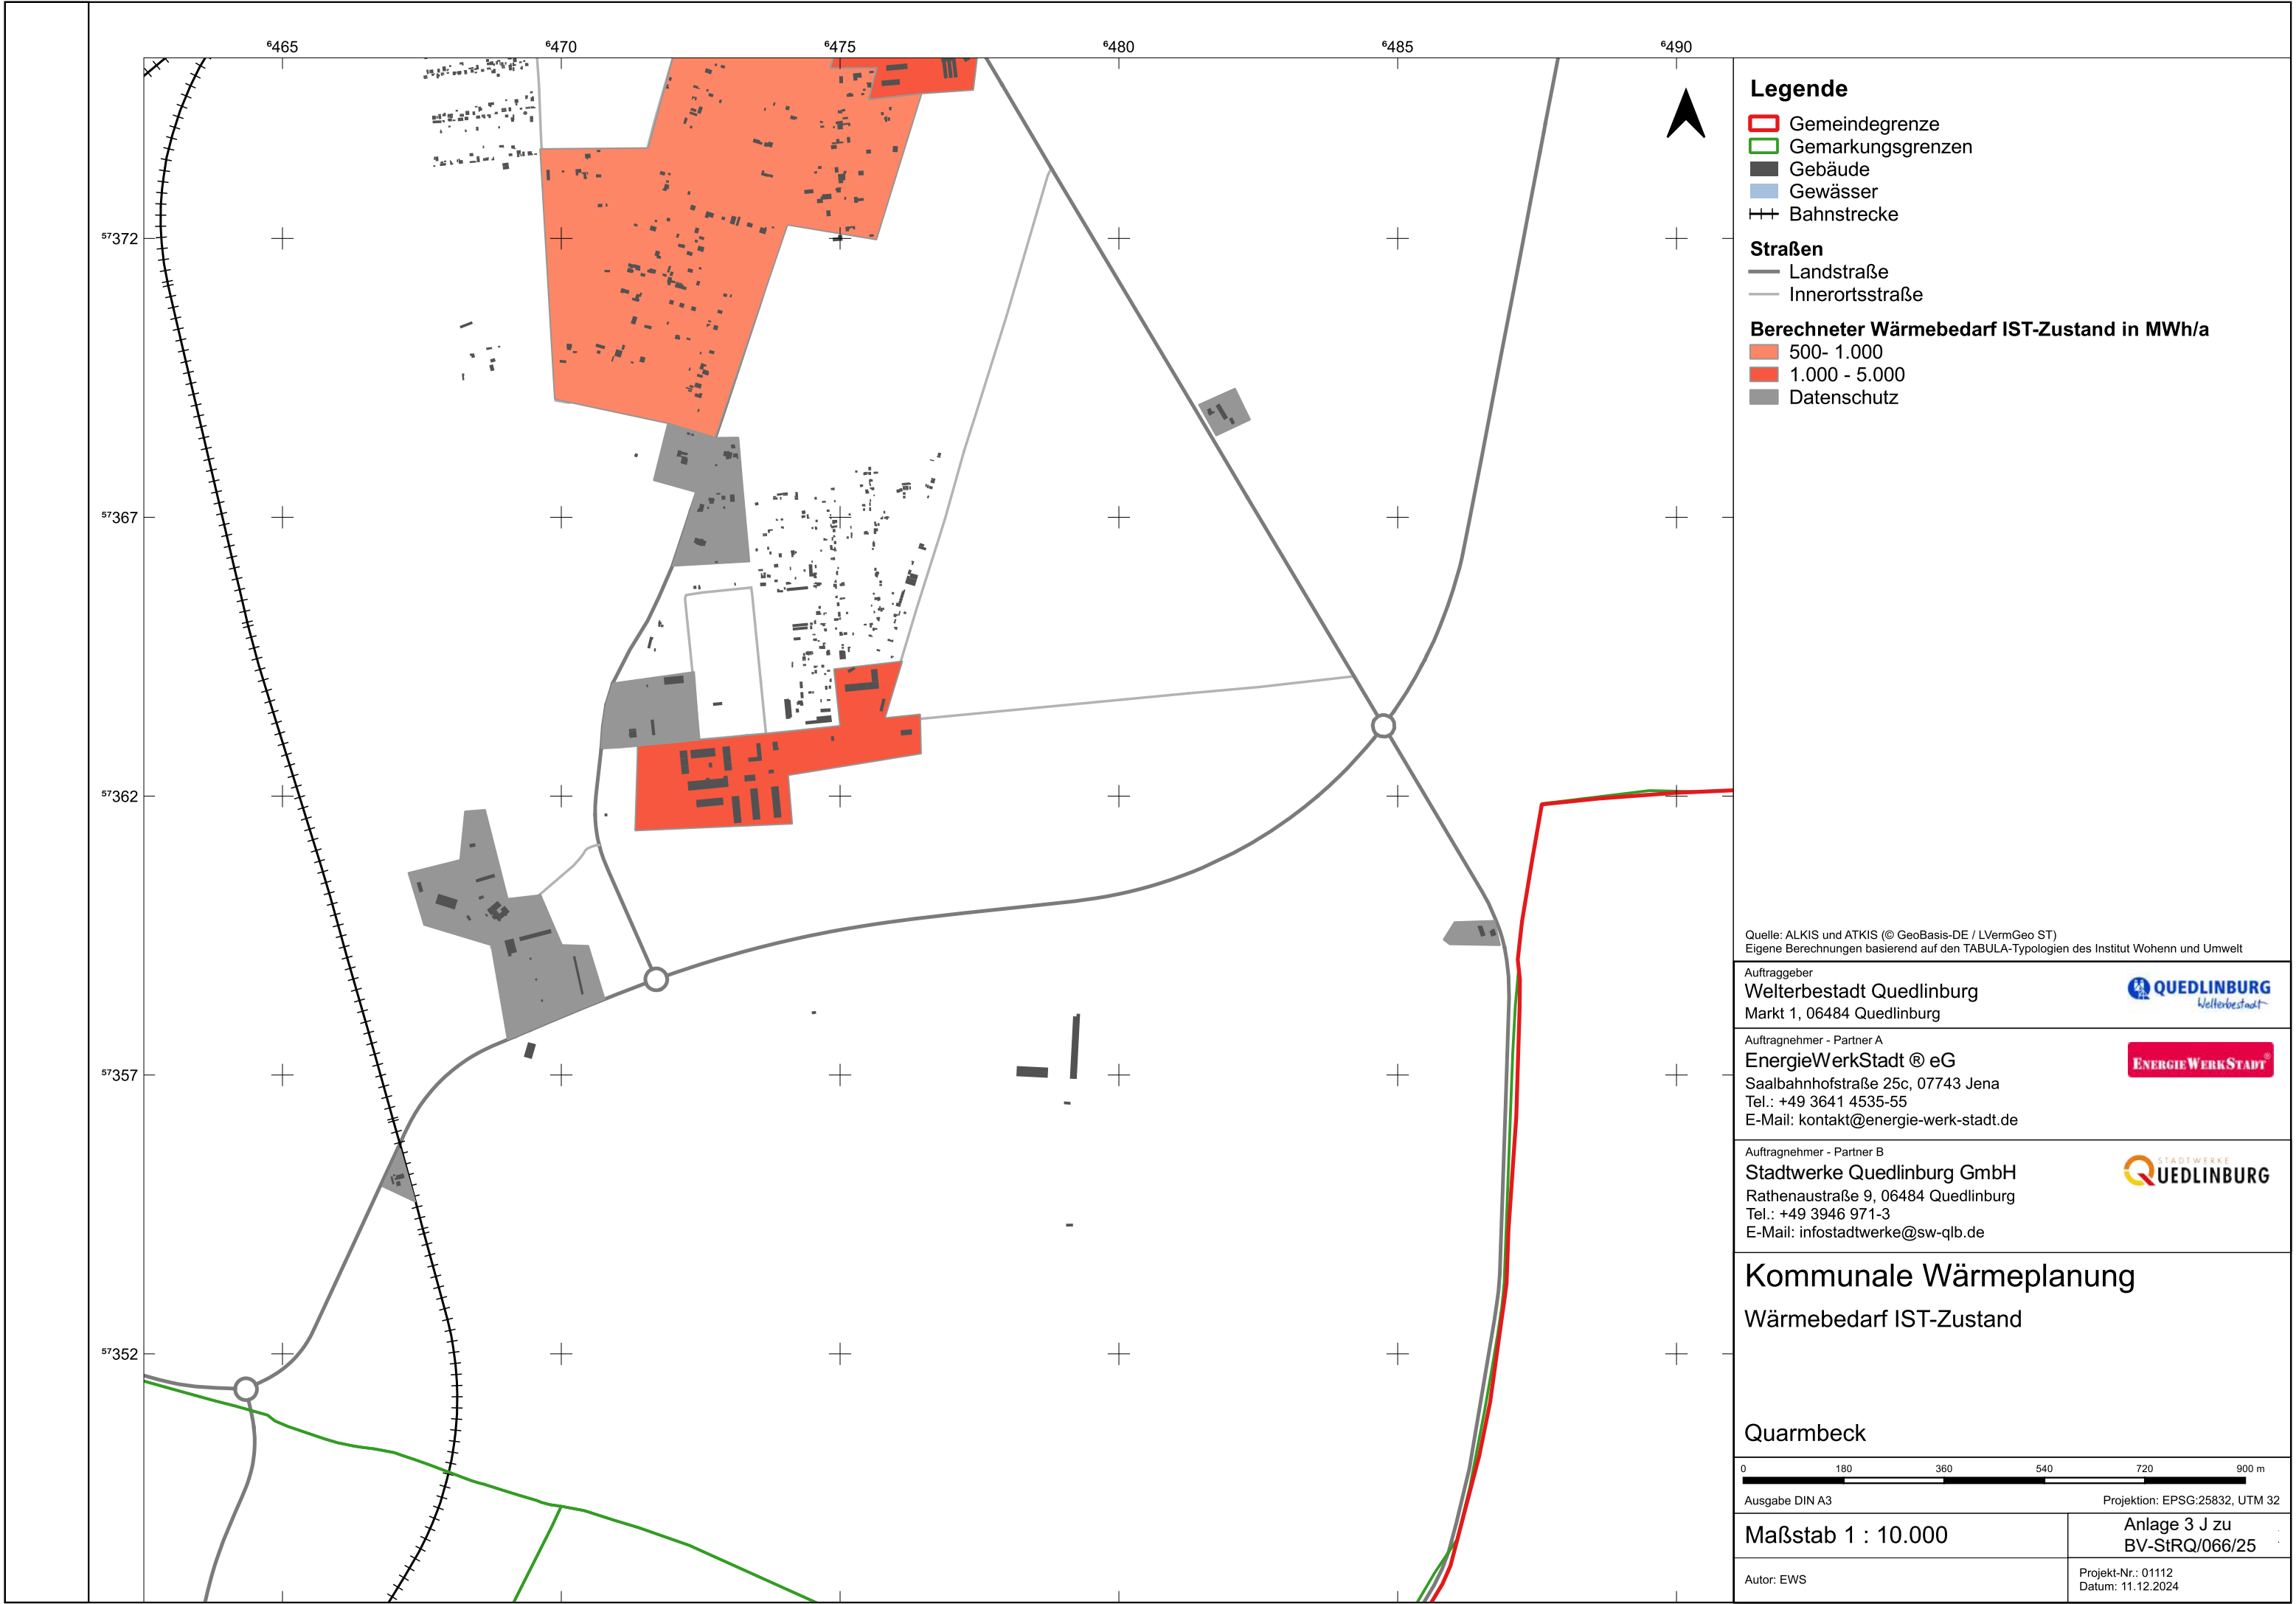 ⁶465
⁶470
⁶475
⁶480
⁶485
⁶490
⁵⁷372
⁵⁷367
⁵⁷362
⁵⁷357
⁵⁷352
Legende
Gemeindegrenze
Gemarkungsgrenzen
Gebäude
Gewässer
Bahnstrecke
Straßen
Landstraße
Innerortsstraße
Berechneter Wärmebedarf IST-Zustand in MWh/a
500- 1.000
1.000 - 5.000
Datenschutz
Quelle: ALKIS und ATKIS (© GeoBasis-DE / LVermGeo ST)
Eigene Berechnungen basierend auf den TABULA-Typologien des Institut Wohenn und Umwelt
Auftraggeber
Welterbestadt Quedlinburg
Markt 1, 06484 Quedlinburg
QUEDLINBURG
Welterbestadt
Auftragnehmer - Partner A
EnergieWerkStadt ® eG
Saalbahnhofstraße 25c, 07743 Jena
Tel.: +49 3641 4535-55
E-Mail: kontakt@energie-werk-stadt.de
ENERGIEWERKSTADT®
Auftragnehmer - Partner B
Stadtwerke Quedlinburg GmbH
Rathenaustraße 9, 06484 Quedlinburg
Tel.: +49 3946 971-3
E-Mail: infostadtwerke@sw-qlb.de
STADTWERKE
QUEDLINBURG
Kommunale Wärmeplanung
Wärmebedarf IST-Zustand
Quarmbeck
0 180 360 540 720 900 m
Ausgabe DIN A3
Projektion: EPSG:25832, UTM 32
Maßstab 1 : 10.000
Anlage 3 J zu
BV-StRQ/066/25
Autor: EWS
Projekt-Nr.: 01112
Datum: 11.12.2024